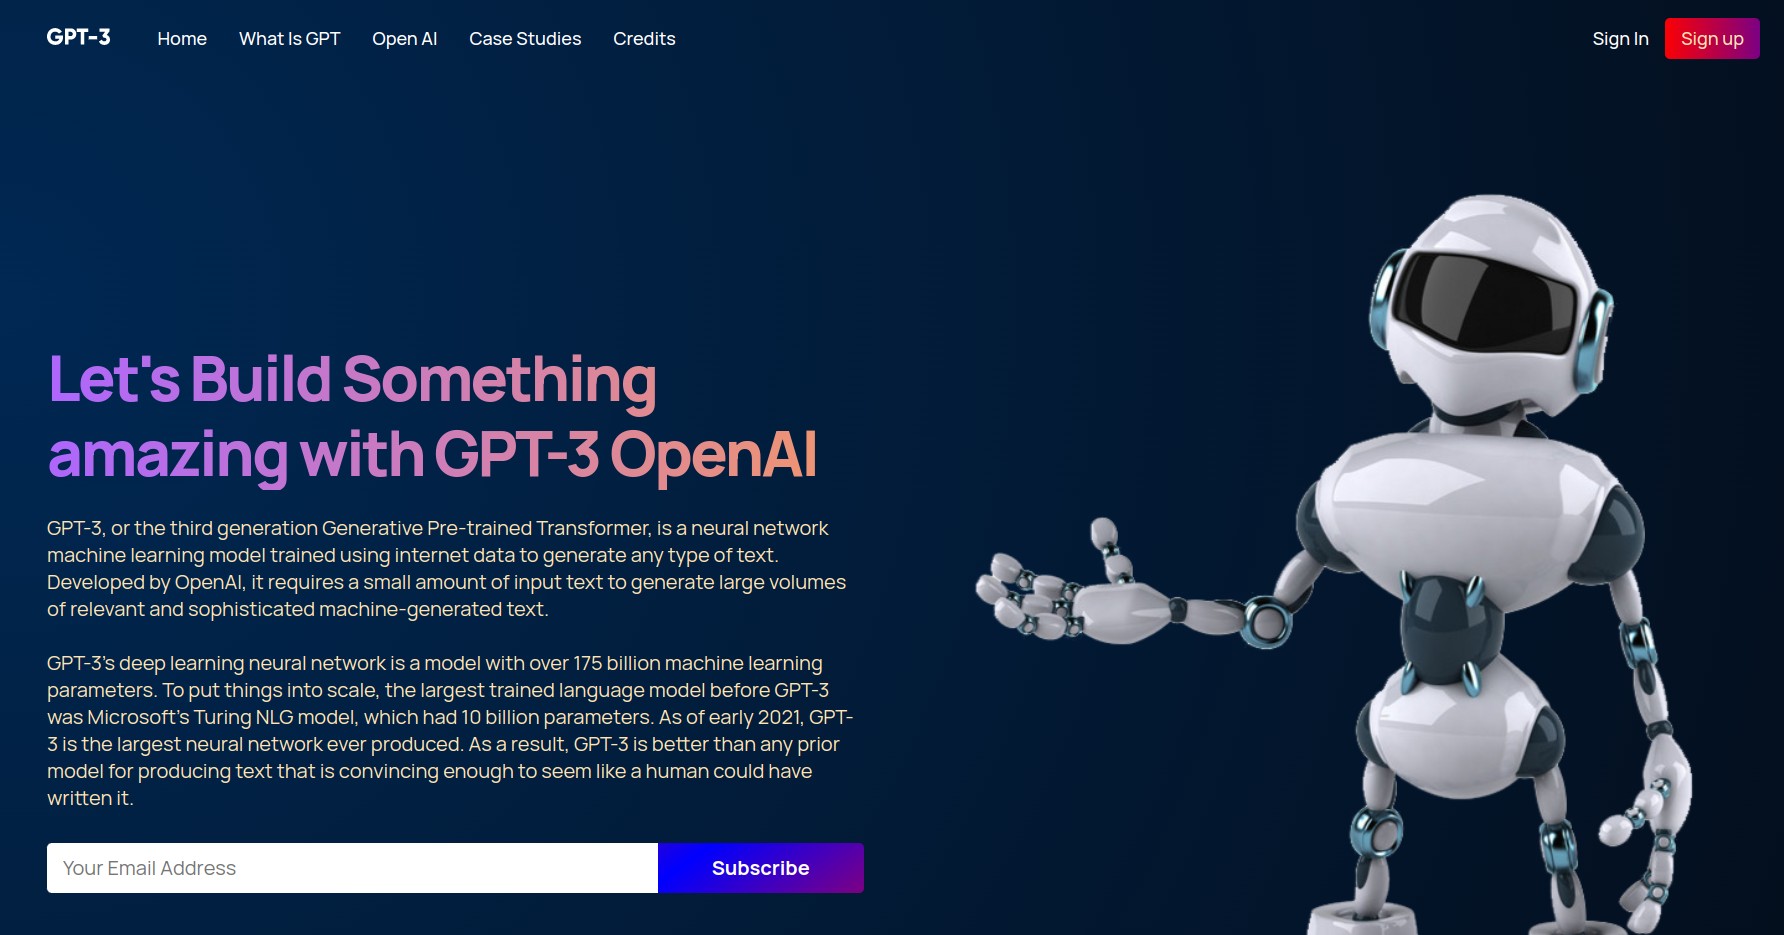 GPT-3
Home
What Is GPT
Open AI
Case Studies
Credits
Sign In
Sign up
Let's Build Something
amazing with GPT-3 OpenAI
GPT-3, or the third generation Generative Pre-trained Transformer, is a neural network
machine learning model trained using internet data to generate any type of text.
Developed by OpenAI, it requires a small amount of input text to generate large volumes
of relevant and sophisticated machine-generated text.
GPT-3’s deep learning neural network is a model with over 175 billion machine learning
parameters. To put things into scale, the largest trained language model before GPT-3
was Microsoft’s Turing NLG model, which had 10 billion parameters. As of early 2021, GPT-
3 is the largest neural network ever produced. As a result, GPT-3 is better than any prior
model for producing text that is convincing enough to seem like a human could have
written it.
Your Email Address
Subscribe